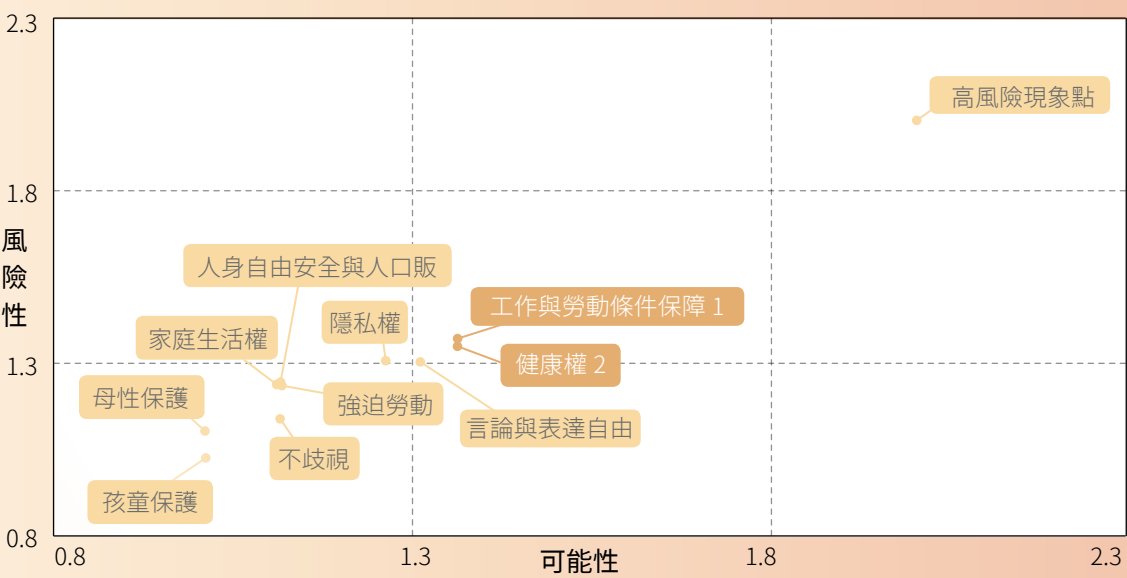 2.3
高風險現象點
1.8
風險性
人身自由安全與人口販
工作與勞動條件保障 1
隱私權
家庭生活權
健康權 2
1.3
母性保護
強迫勞動
言論與表達自由
不歧視
孩童保護
0.8
0.8
1.3
可能性
1.8
2.3